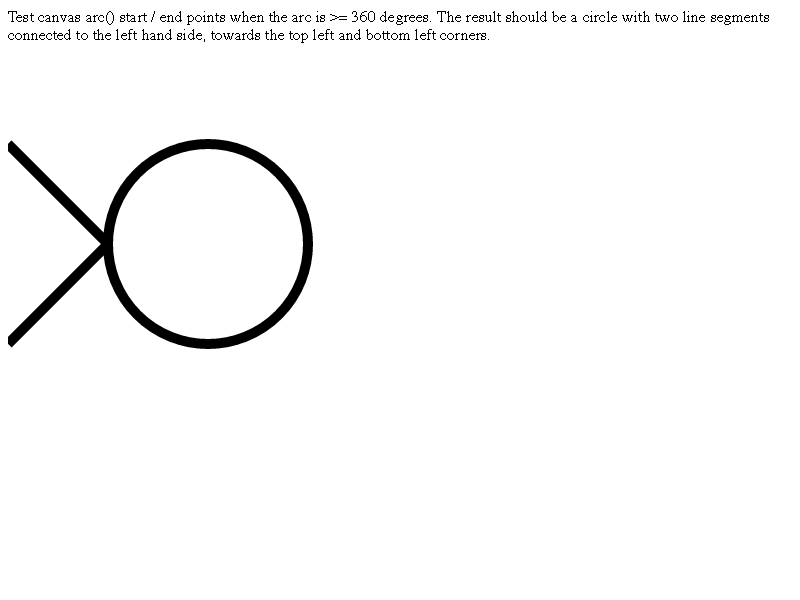 Test canvas arc() start / end points when the arc is >= 360 degrees. The result should be a circle with two line segments
connected to the left hand side, towards the top left and bottom left corners.